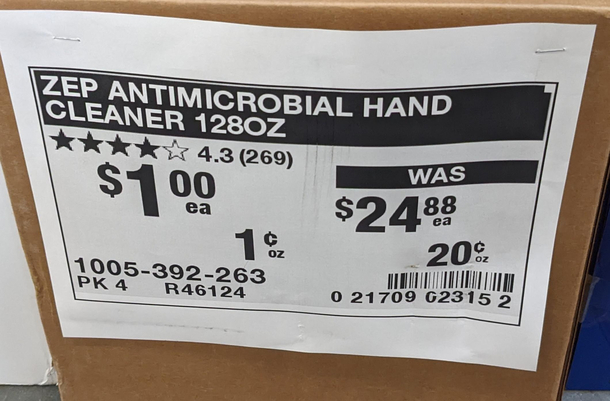 ZEP ANTIMICROBIAL HAND
CLEANER 128OZ
4.3 (269)
WAS
$1 00 ea
$24 88 ea
1¢ oz
20¢ oz
1005-392-263
PK 4 R46124
0 21709 02315 2